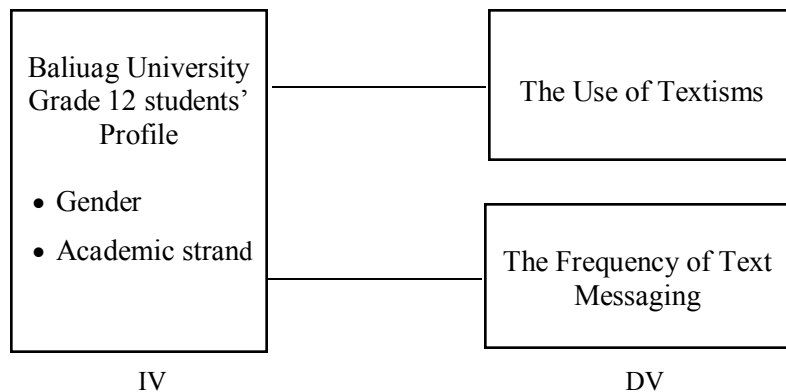 Baliuag University
Grade 12 students’
Profile
• Gender
• Academic strand
IV
The Use of Textisms
The Frequency of Text
Messaging
DV